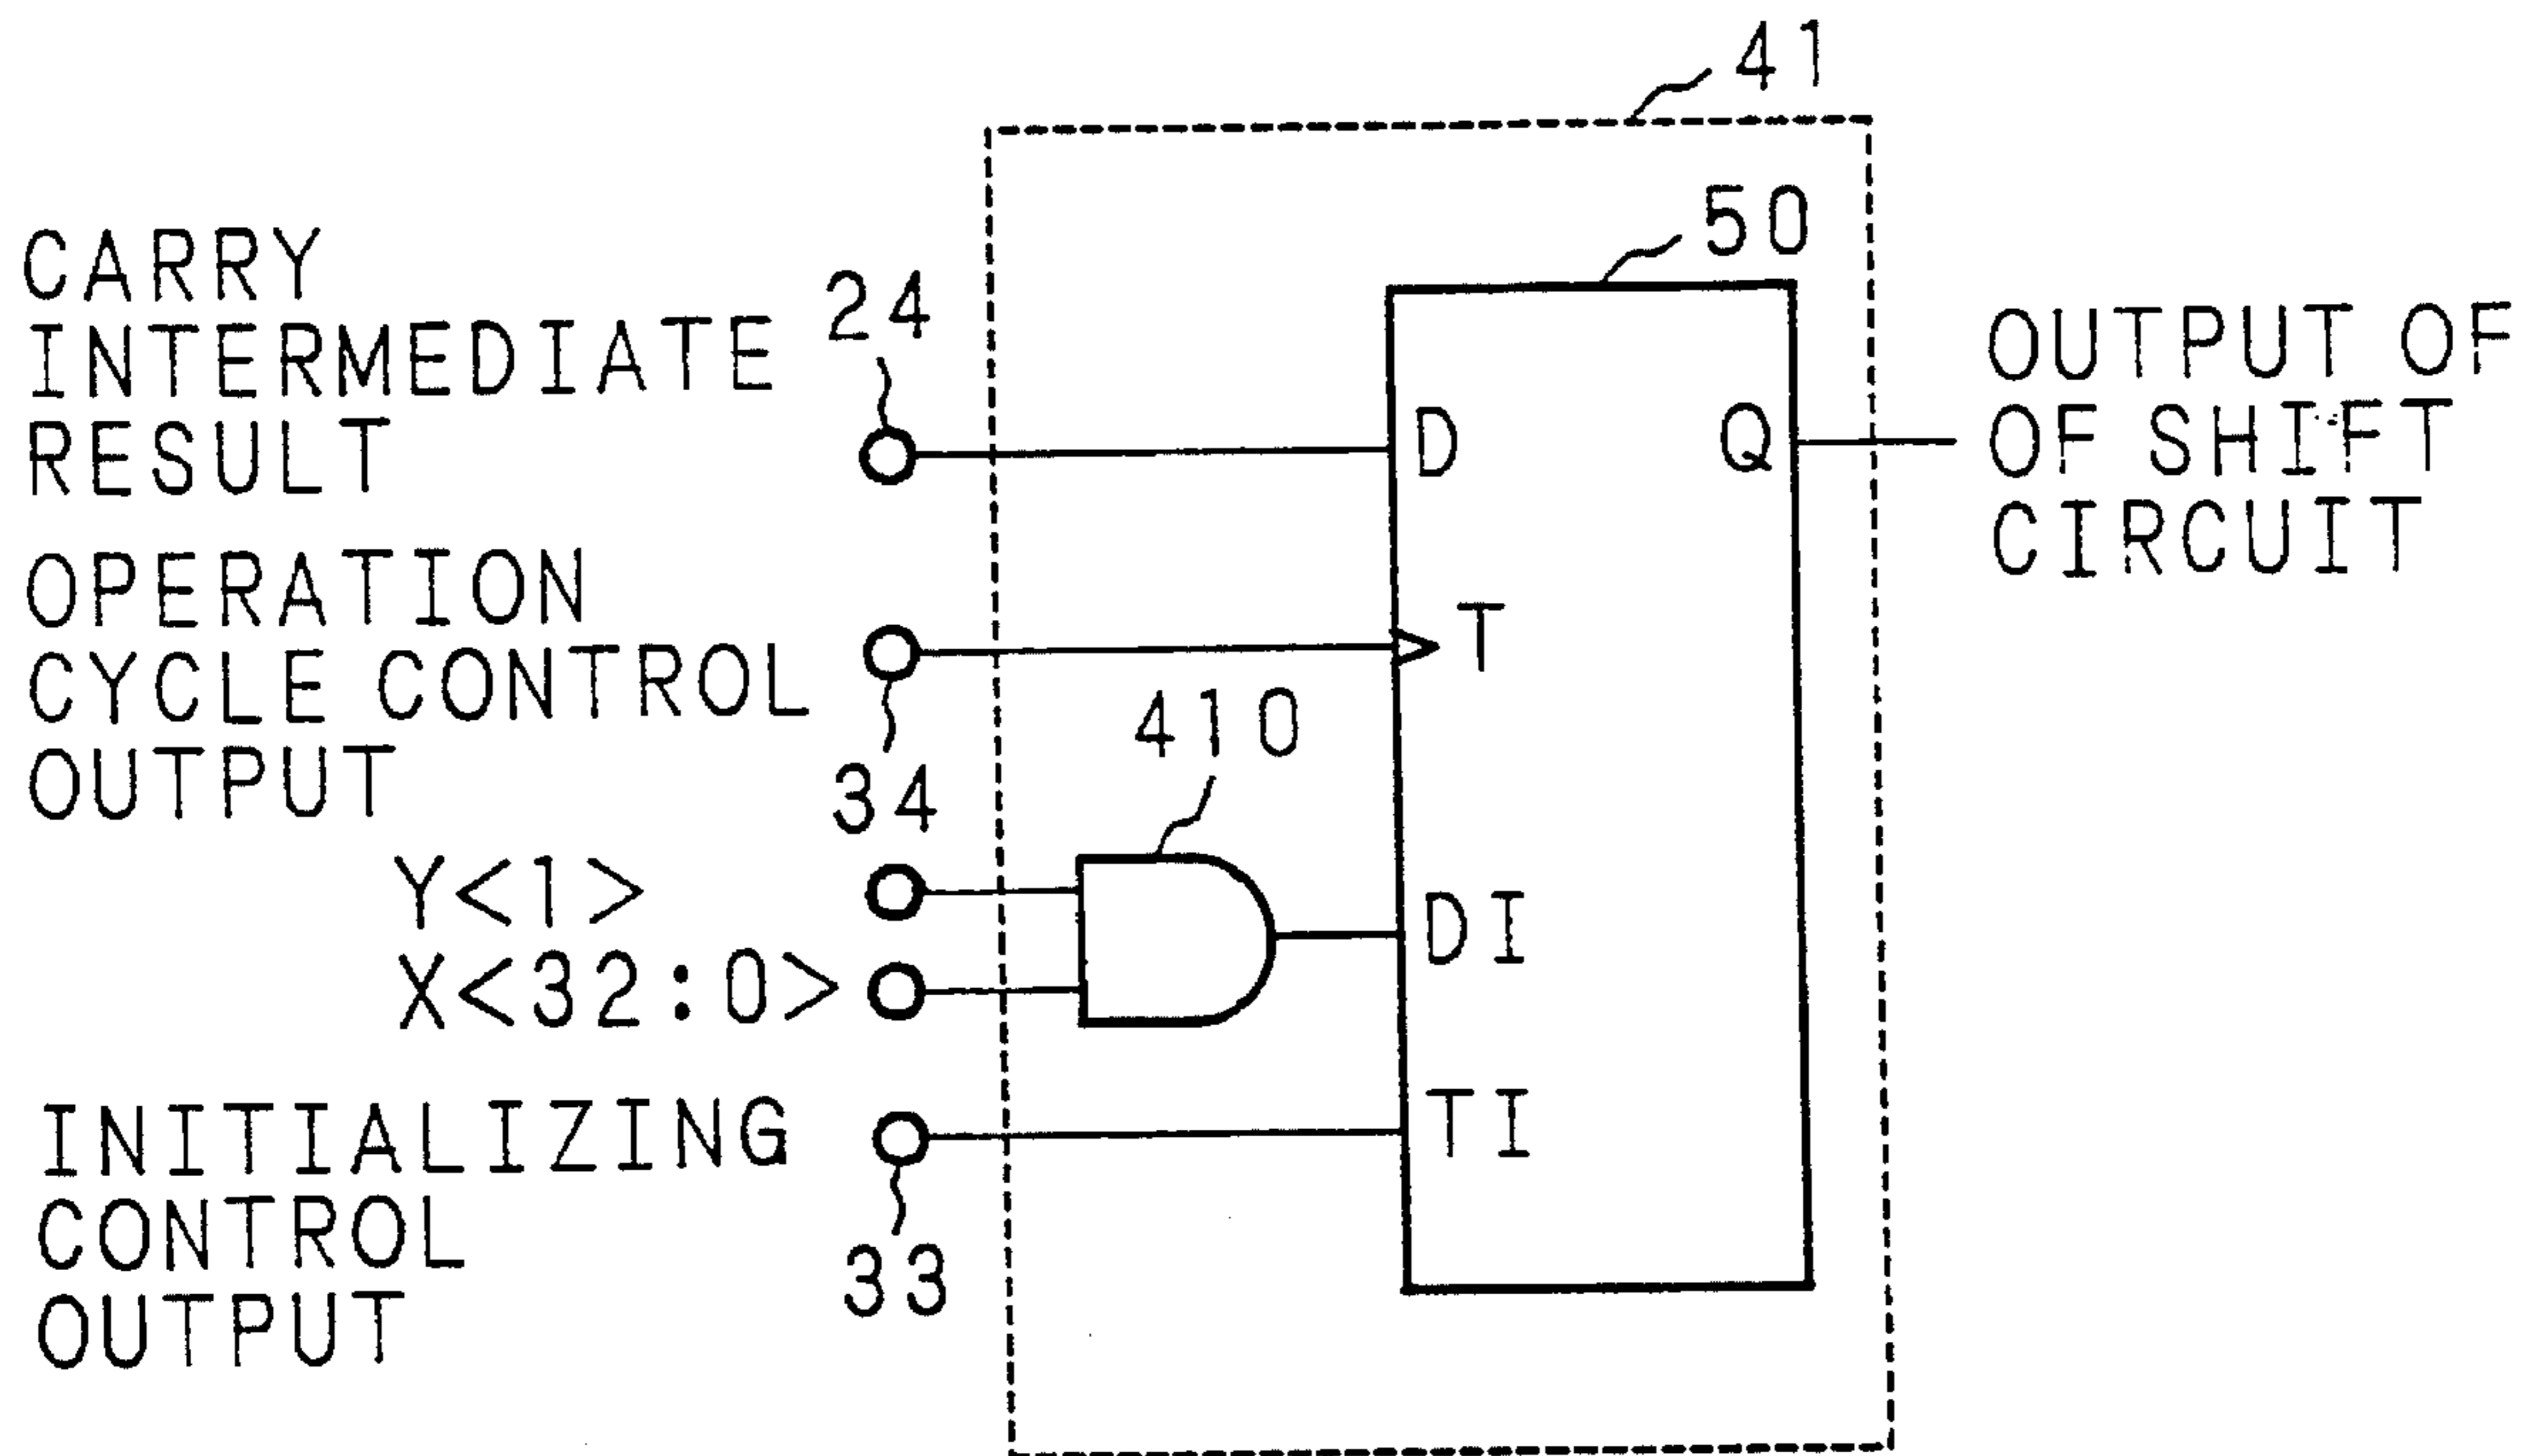 41
50
CARRY
INTERMEDIATE
RESULT
24
D
Q
OUTPUT OF
OF SHIFT
CIRCUIT
OPERATION
CYCLE CONTROL
OUTPUT
34
T
410
Y<1>
X<32:0>
DI
INITIALIZING
CONTROL
OUTPUT
33
TI